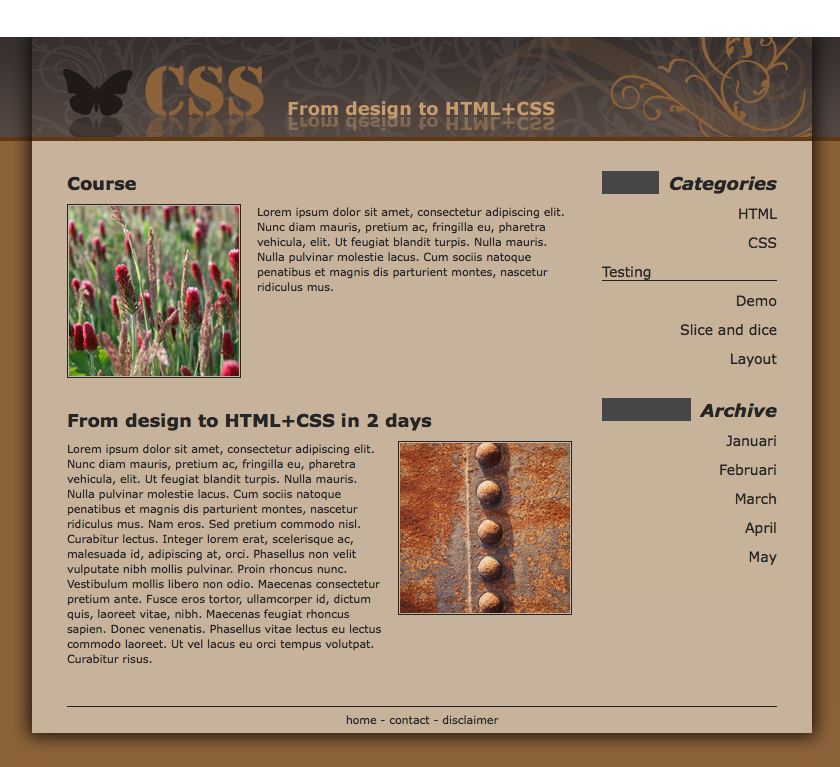 CSS
From design to HTML+CSS
Course
Lorem ipsum dolor sit amet, consectetur adipiscing elit.
Nunc diam mauris, pretium ac, fringilla eu, pharetra
vehicula, elit. Ut feugiat blandit turpis. Nulla mauris.
Nulla pulvinar molestie lacus. Cum sociis natoque
penatibus et magnis dis parturient montes, nascetur
ridiculus mus.
From design to HTML+CSS in 2 days
Lorem ipsum dolor sit amet, consectetur adipiscing elit.
Nunc diam mauris, pretium ac, fringilla eu, pharetra
vehicula, elit. Ut feugiat blandit turpis. Nulla mauris.
Nulla pulvinar molestie lacus. Cum sociis natoque
penatibus et magnis dis parturient montes, nascetur
ridiculus mus. Nam eros. Sed pretium commodo nisl.
Curabitur lectus. Integer lorem erat, scelerisque ac,
malesuada id, adipiscing at, orci. Phasellus non velit
vulputate nibh mollis pulvinar. Proin rhoncus nunc.
Vestibulum mollis libero non odio. Maecenas consectetur
pretium ante. Fusce eros tortor, ullamcorper id, dictum
quis, laoreet vitae, nibh. Maecenas feugiat rhoncus
sapien. Donec venenatis. Phasellus vitae lectus eu lectus
commodo laoreet. Ut vel lacus eu orci tempus volutpat.
Curabitur risus.
Categories
HTML
CSS
Testing
Demo
Slice and dice
Layout
Archive
Januari
Februari
March
April
May
home - contact - disclaimer